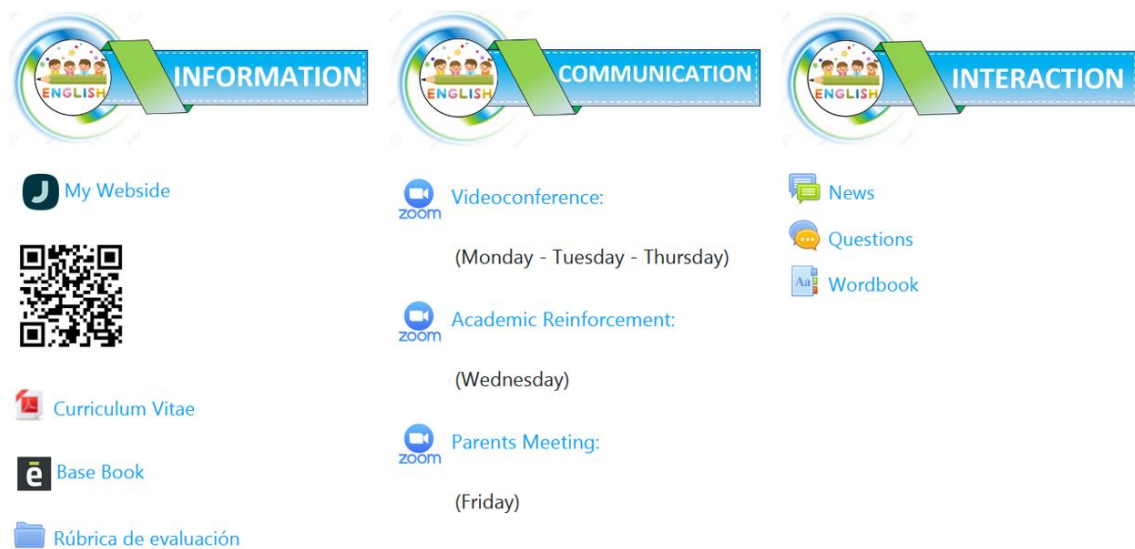 ENGLISH
INFORMATION
My Webside
Curriculum Vitae
Base Book
Rúbrica de evaluación
ENGLISH
COMMUNICATION
zoom
Videoconference:
(Monday - Tuesday - Thursday)
zoom
Academic Reinforcement:
(Wednesday)
zoom
Parents Meeting:
(Friday)
ENGLISH
INTERACTION
News
Questions
Aa
Wordbook